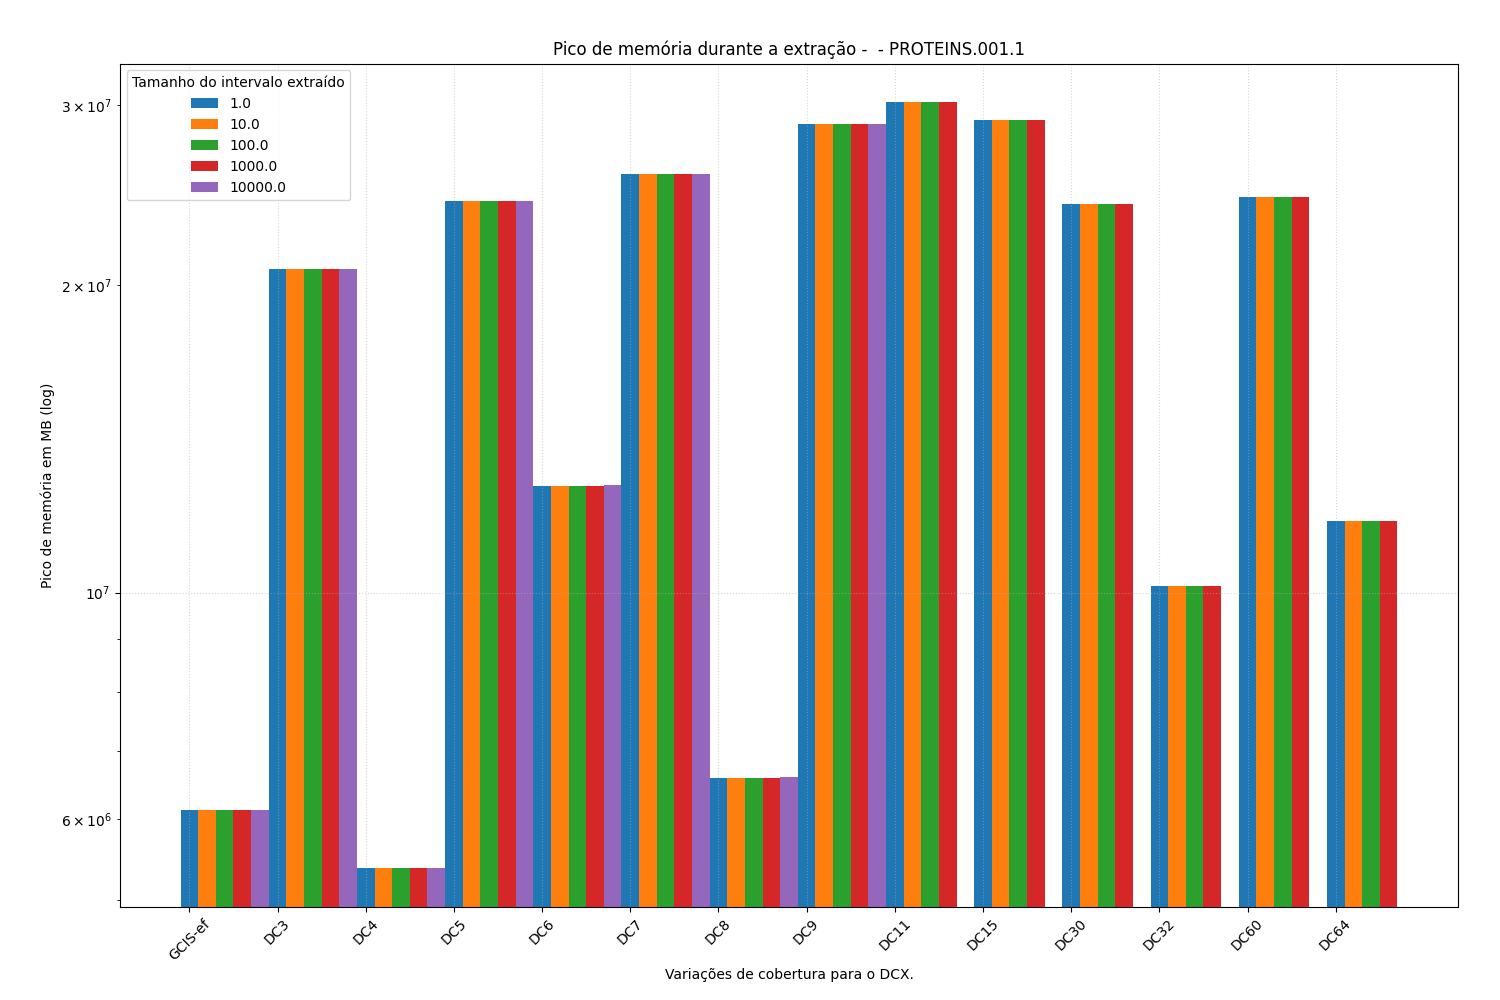 Pico de memória durante a extração -  - PROTEINS.001.1
Tamanho do intervalo extraído
1.0
10.0
100.0
1000.0
10000.0
Pico de memória em MB (log)
3 × 10⁷
2 × 10⁷
10⁷
6 × 10⁶
GCIS-ef
DC3
DC4
DC5
DC6
DC7
DC8
DC9
DC11
DC15
DC30
DC32
DC60
DC64
Variações de cobertura para o DCX.